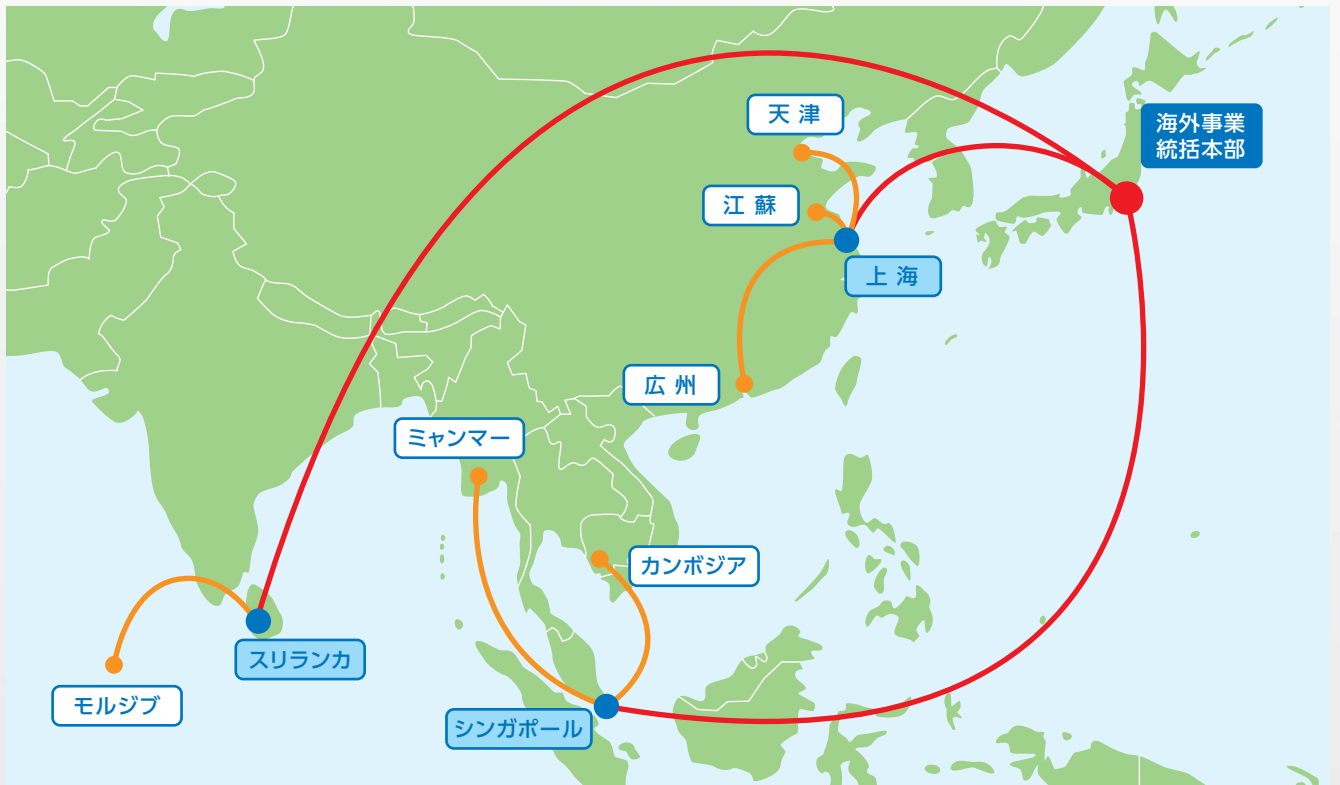 天津
海外事業
統括本部
江蘇
上海
広州
ミャンマー
カンボジア
スリランカ
モルジブ
シンガポール